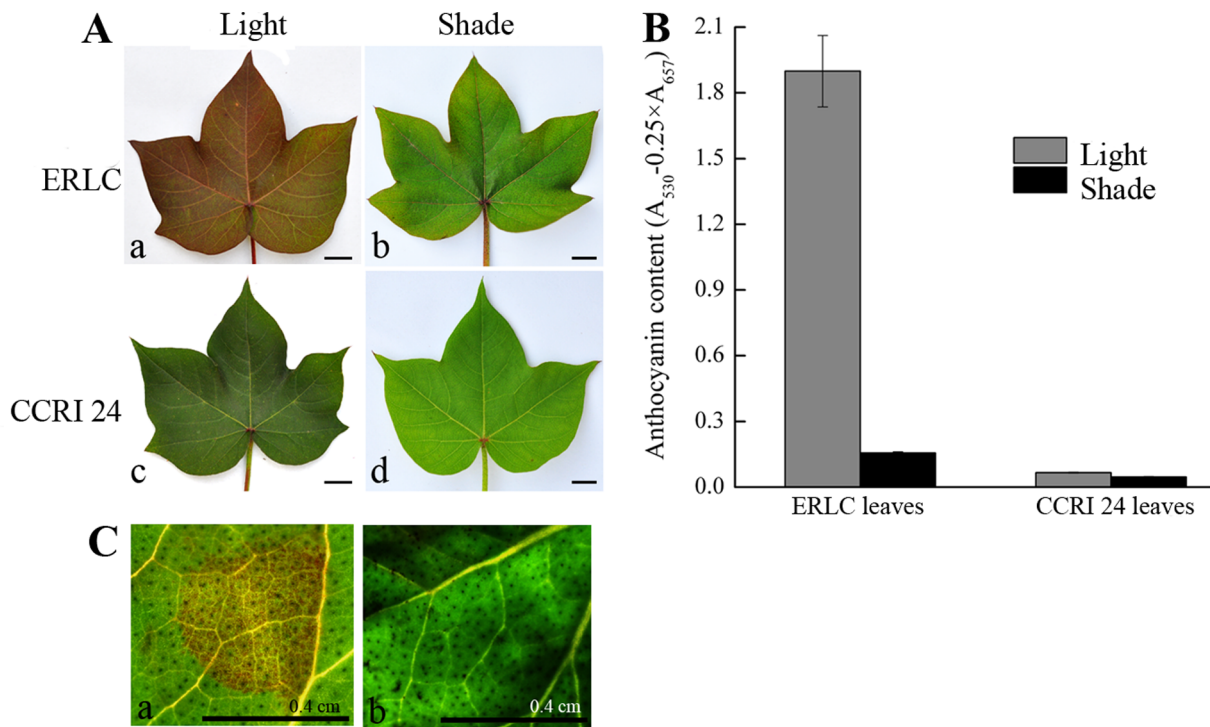 A
Light
Shade
ERLC
a
b
CCRI 24
c
d
B
Anthocyanin content (A530-0.25×A657)
2.1
1.8
1.5
1.2
0.9
0.6
0.3
0.0
Light
Shade
ERLC leaves
CCRI 24 leaves
C
a
0.4 cm
b
0.4 cm